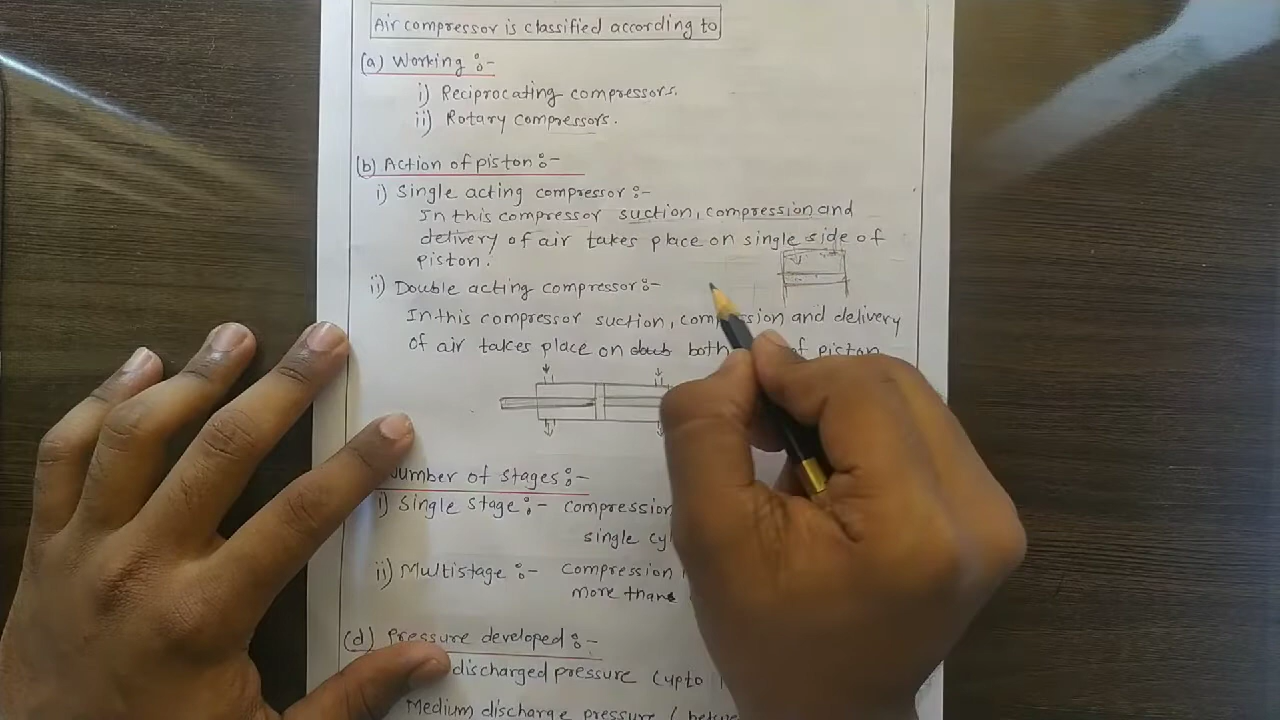 Air compressor is classified according to
(a) Working :-
i) Reciprocating compressors.
ii) Rotary compressors.
(b) Action of piston :-
i) Single acting compressor :-
In this compressor suction, compression and
delivery of air takes place on single side of
piston.
ii) Double acting compressor :-
In this compressor suction, compression and delivery
of air takes place on both of piston
Number of stages :-
i) Single stage :- compression
single
ii) Multistage :- compression
more than
(d) Pressure developed :-
discharged pressure (upto
Medium discharge pressure (